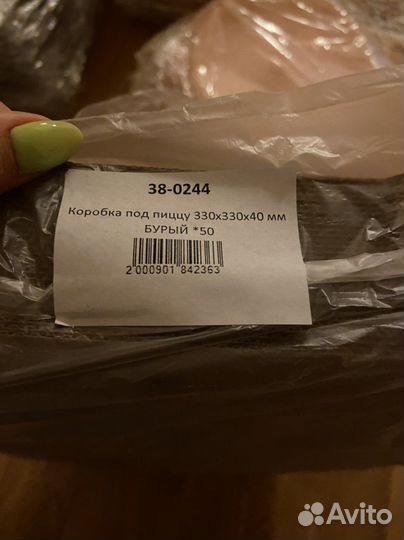 38-0244
Коробка под пиццу 330х330х40 мм
БУРЫЙ *50
2 000901 842363
Avito